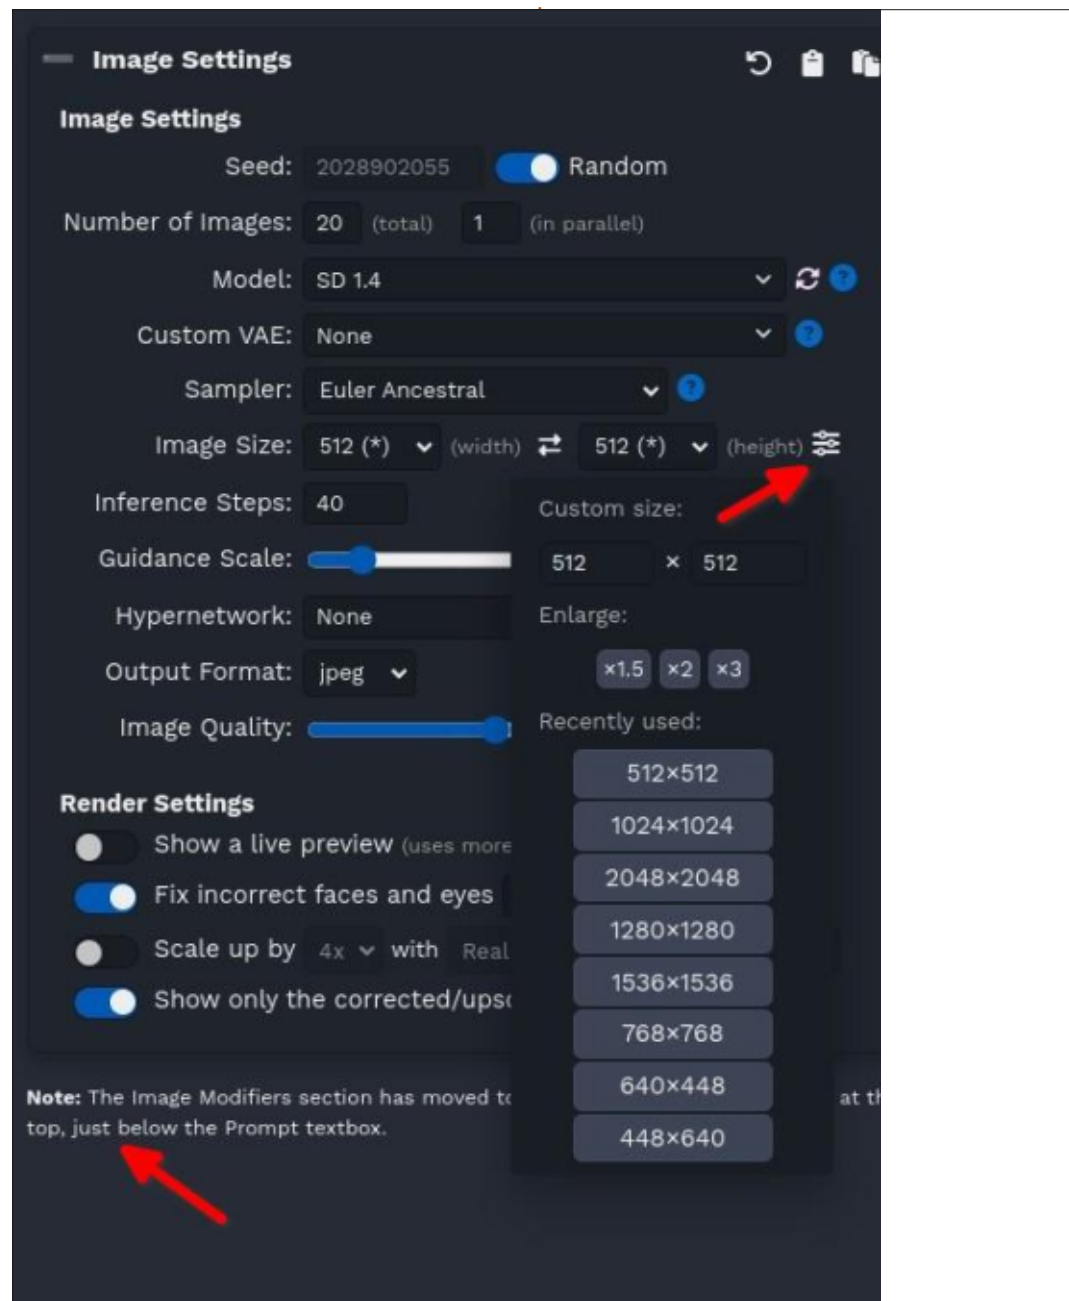 Image Settings
Image Settings
Seed: 2028902055 Random
Number of Images: 20 (total) 1 (in parallel)
Model: SD 1.4 ?
Custom VAE: None ?
Sampler: Euler Ancestral ?
Image Size: 512 (*) (width) 512 (*) (height)
Inference Steps: 40
Custom size:
Guidance Scale:
512 × 512
Hypernetwork: None
Enlarge:
Output Format: jpeg
×1.5 ×2 ×3
Image Quality:
Recently used:
512×512
Render Settings
1024×1024
Show a live preview (uses more
2048×2048
Fix incorrect faces and eyes
1280×1280
Scale up by 4x with Real
1536×1536
Show only the corrected/upsc
768×768
640×448
Note: The Image Modifiers section has moved to at th
top, just below the Prompt textbox.
448×640